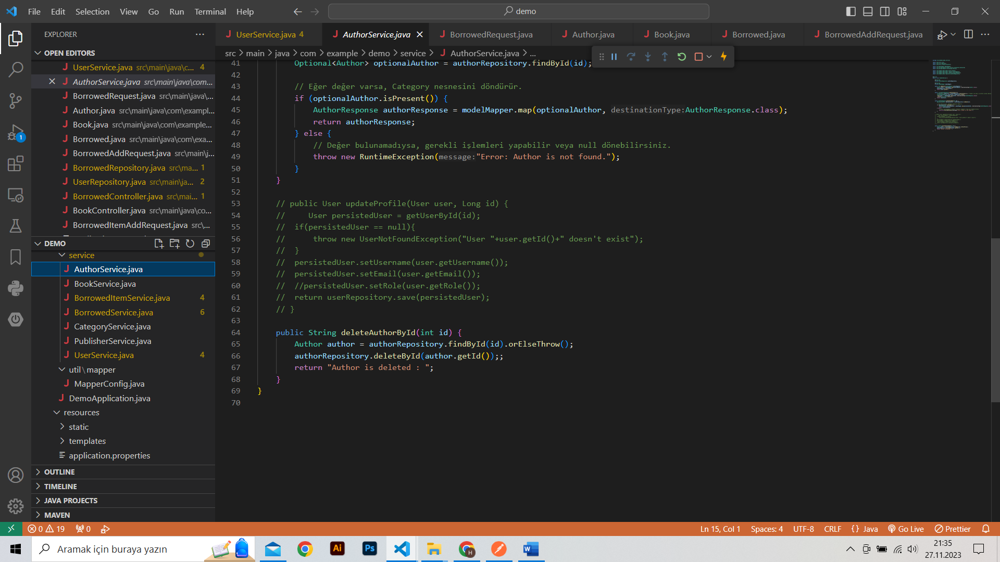 File Edit Selection View Go Run Terminal Help
demo
EXPLORER
OPEN EDITORS
UserService.java src\main\java\c... 4
AuthorService.java src\main\java\com...
BorrowedRequest.java src\main\java\...
Author.java src\main\java\com\exampl...
Book.java src\main\java\com\example...
Borrowed.java src\main\java\com\exa...
BorrowedAddRequest.java src\main\j...
BorrowedRepository.java src\ma... 1
UserRepository.java src\main\ja... 2
BorrowedController.java src\mai... 1
BookController.java src\main\java\co...
BorrowedItemAddRequest.java src\...
DEMO
service
AuthorService.java
BookService.java
BorrowedItemService.java 4
BorrowedService.java 6
CategoryService.java
PublisherService.java
UserService.java 4
util\mapper
MapperConfig.java
DemoApplication.java
resources
static
templates
application.properties
OUTLINE
TIMELINE
JAVA PROJECTS
MAVEN
1
UserService.java 4 AuthorService.java BorrowedRequest.java Author.java Book.java Borrowed.java BorrowedAddRequest.java
src > main > java > com > example > demo > service > AuthorService.java > ...
41 Optional<Author> optionalAuthor = authorRepository.findById(id);
42
43 // Eğer değer varsa, Category nesnesini döndürür.
44 if (optionalAuthor.isPresent()) {
45 AuthorResponse authorResponse = modelMapper.map(optionalAuthor, destinationType:AuthorResponse.class);
46 return authorResponse;
47 } else {
48 // Değer bulunamadıysa, gerekli işlemleri yapabilir veya null dönebilirsiniz.
49 throw new RuntimeException(message:"Error: Author is not found.");
50 }
51 }
52
53 // public User updateProfile(User user, Long id) {
54 // User persistedUser = getUserById(id);
55 // if(persistedUser == null){
56 // throw new UserNotFoundException("User "+user.getId()+" doesn't exist");
57 // }
58 // persistedUser.setUsername(user.getUsername());
59 // persistedUser.setEmail(user.getEmail());
60 // //persistedUser.setRole(user.getRole());
61 // return userRepository.save(persistedUser);
62 // }
63
64 public String deleteAuthorById(int id) {
65 Author author = authorRepository.findById(id).orElseThrow();
66 authorRepository.deleteById(author.getId());;
67 return "Author is deleted : ";
68 }
69 }
70
0 19 0 Ln 15, Col 1 Spaces: 4 UTF-8 CRLF {} Java Go Live Prettier
Aramak için buraya yazın
Ai Ps H W
21:35
27.11.2023